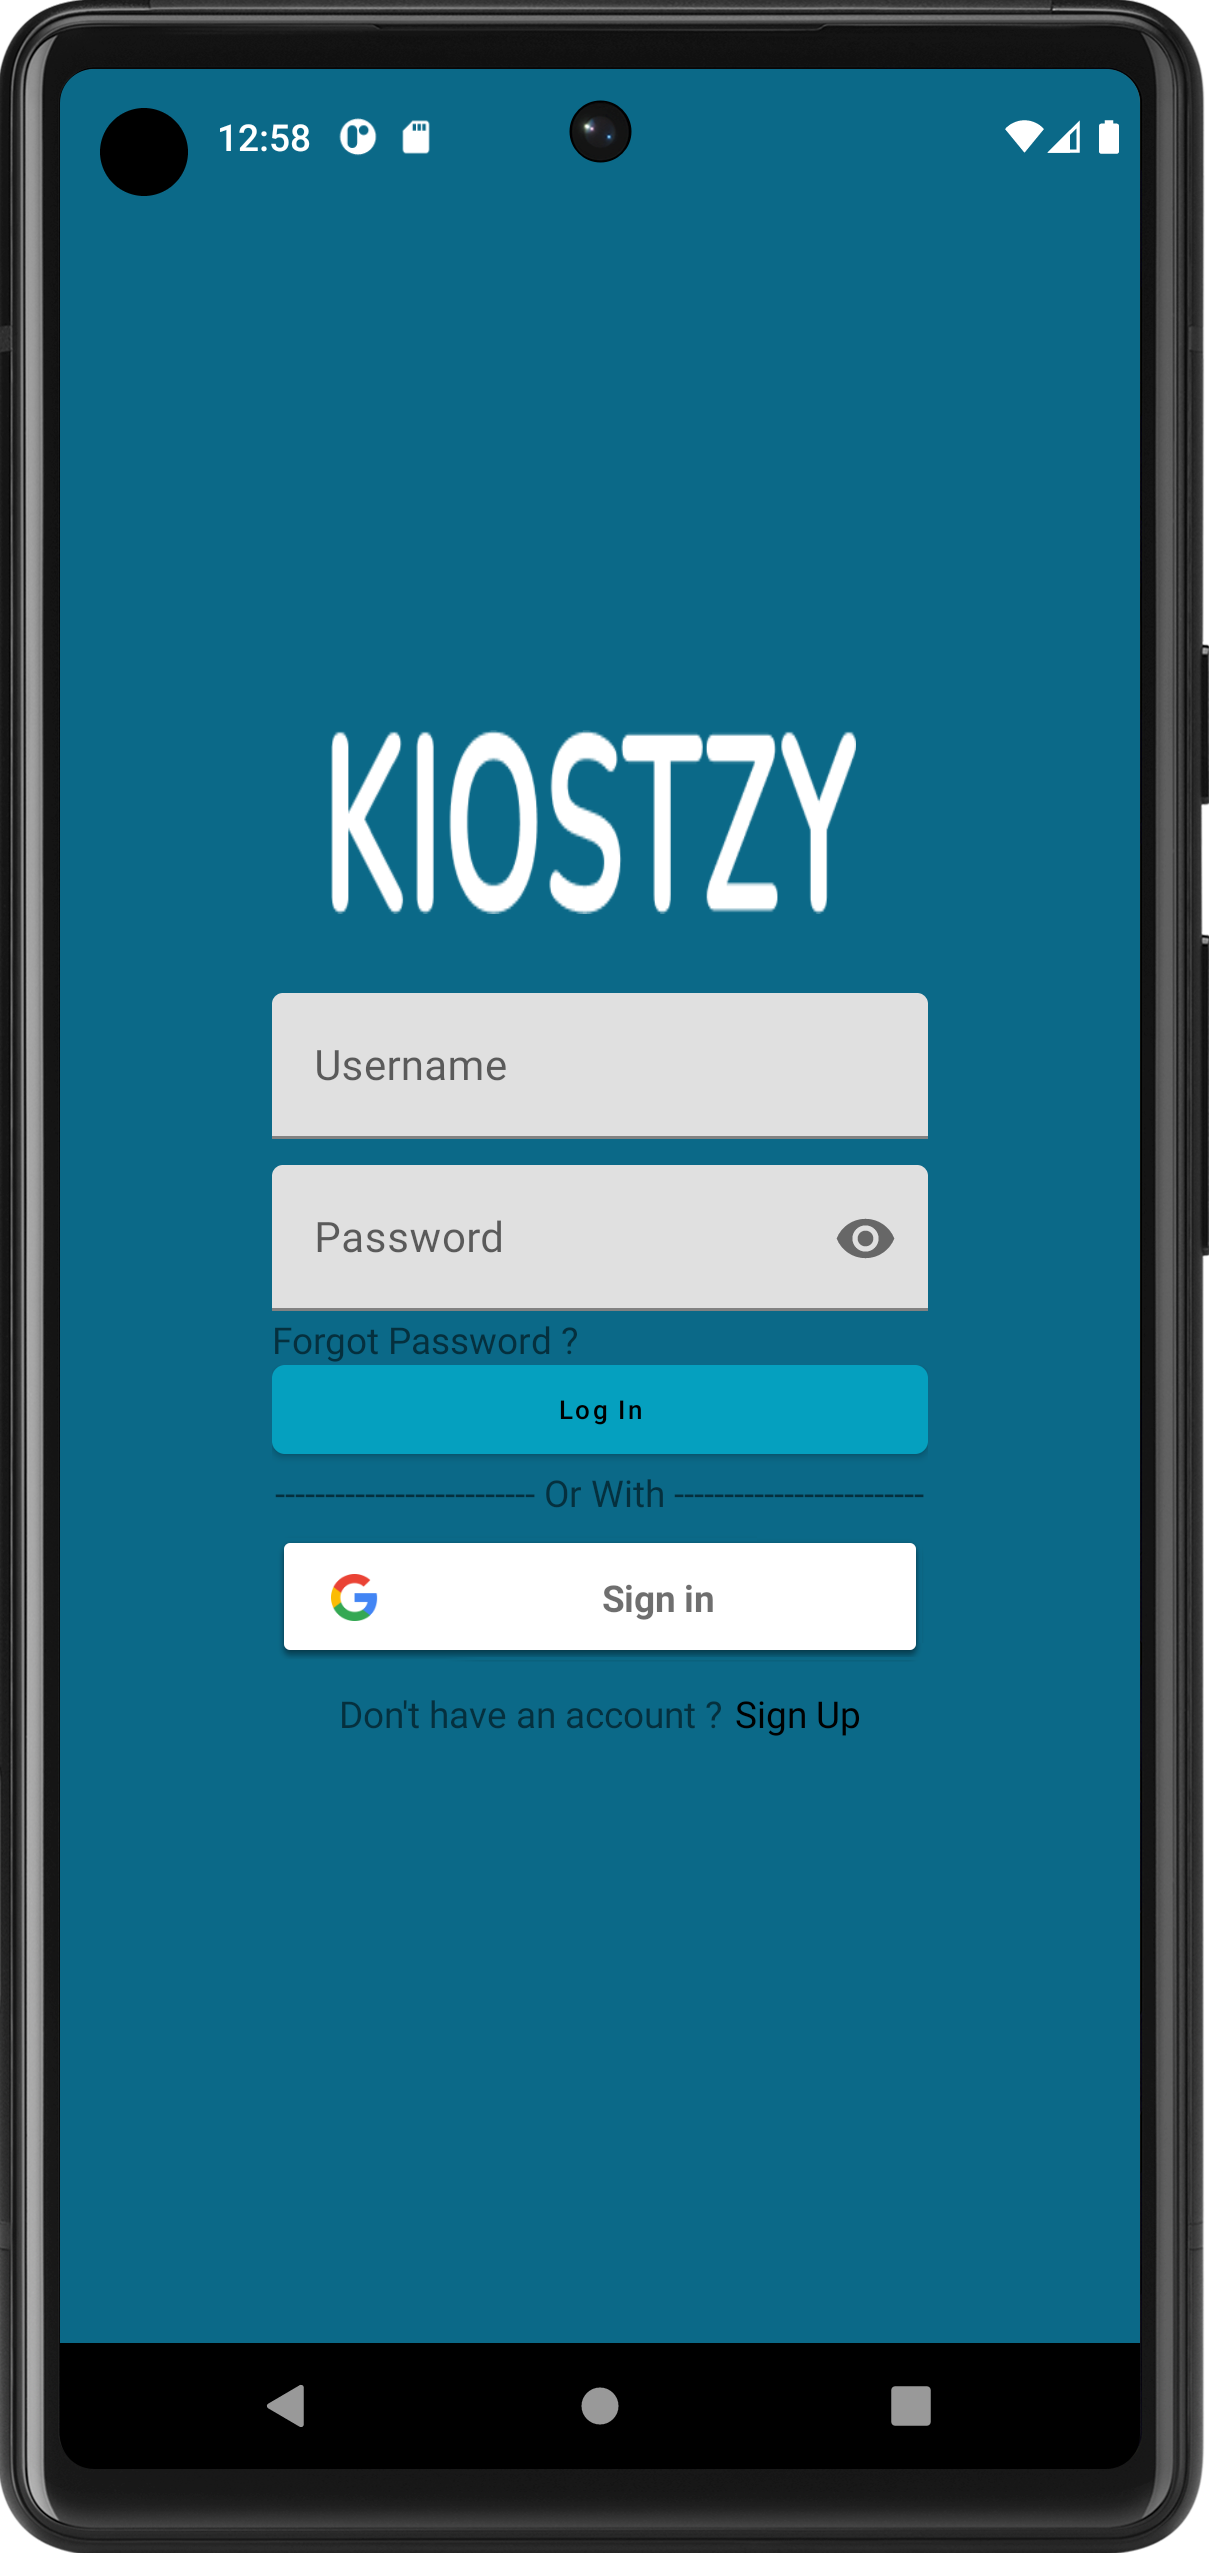 12:58
KIOSTZY
Username
Password
Forgot Password ?
Log In
-------------------------- Or With -------------------------
Sign in
Don't have an account ? Sign Up